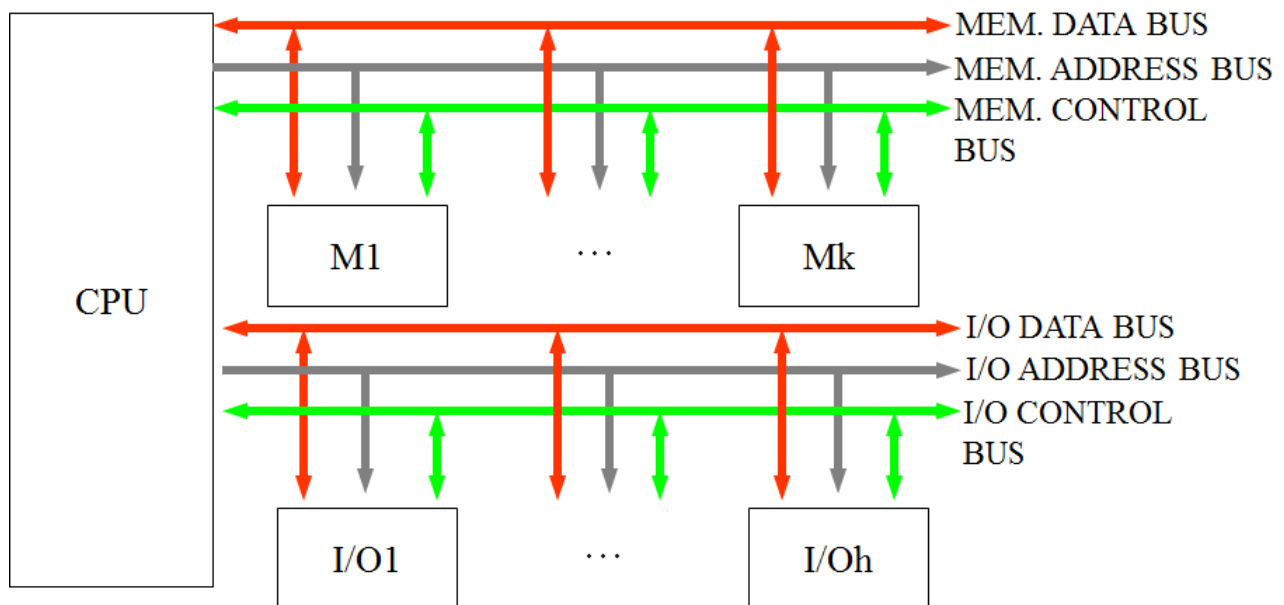 MEM. DATA BUS
MEM. ADDRESS BUS
MEM. CONTROL
BUS
M1
...
Mk
CPU
I/O DATA BUS
I/O ADDRESS BUS
I/O CONTROL
BUS
I/O1
...
I/Oh